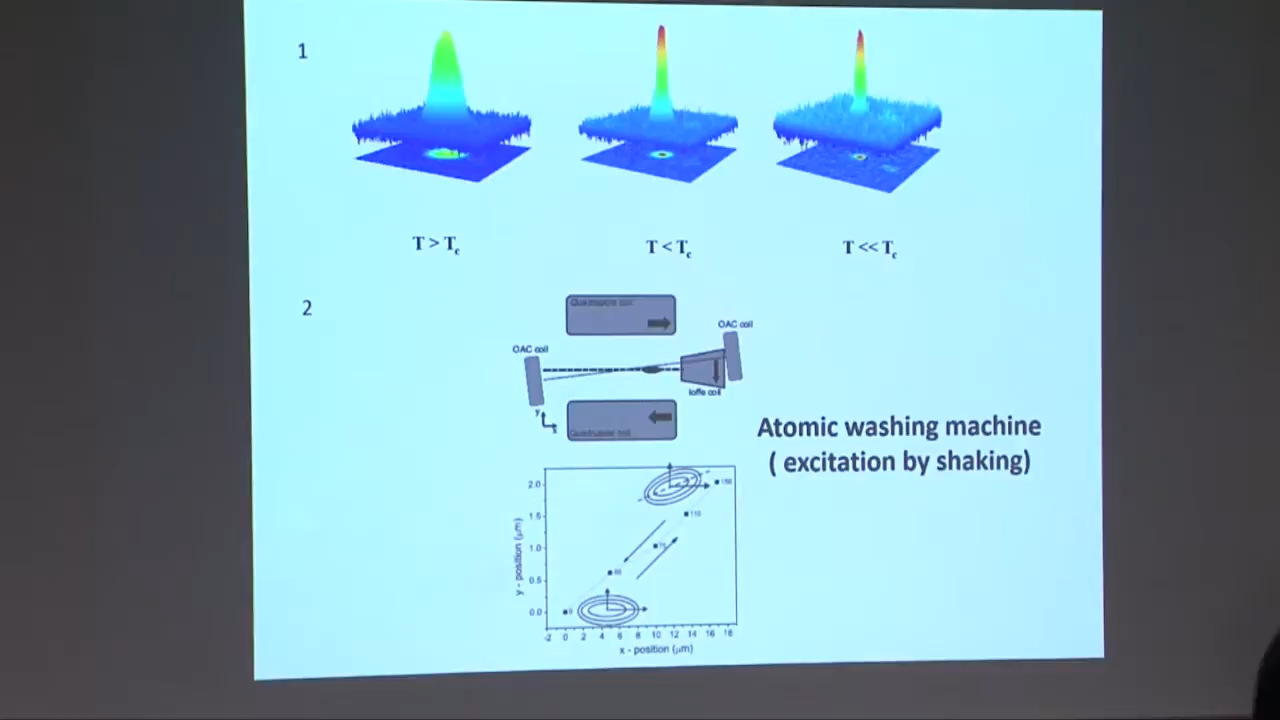 1
T > Tc
T < Tc
T << Tc
2
Quadrupole coil
OAC coil
OAC coil
Ioffe coil
y
x
Quadrupole coil
Atomic washing machine
( excitation by shaking)
y - position (μm)
2.0
1.5
1.0
0.5
0.0
-2 0 2 4 6 8 10 12 14 16 18
x - position (μm)